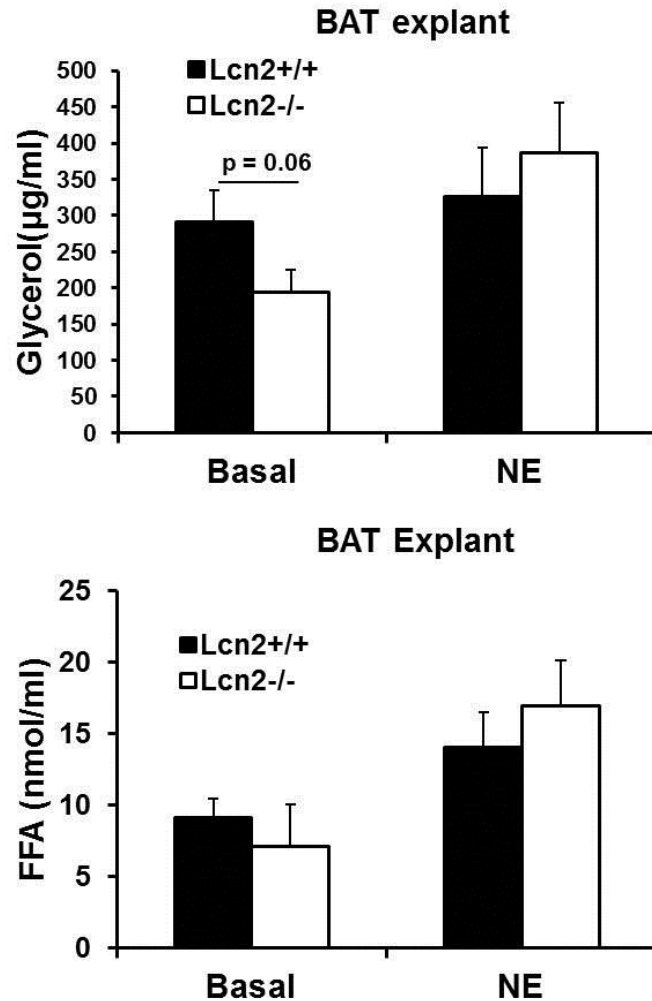 BAT explant
500
450
400
350
300
250
200
150
100
50
0
Glycerol(µg/ml)
Lcn2+/+
Lcn2-/-
p = 0.06
Basal NE
BAT Explant
25
20
15
10
5
0
FFA (nmol/ml)
Lcn2+/+
Lcn2-/-
Basal NE